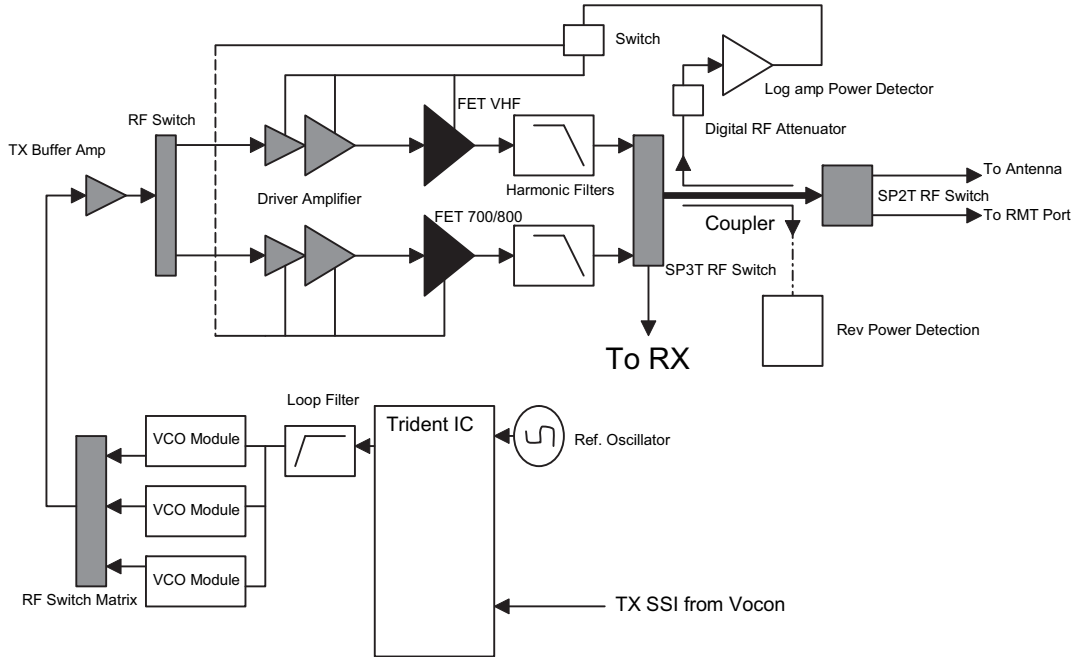 Switch
Log amp Power Detector
FET VHF
RF Switch
Digital RF Attenuator
TX Buffer Amp
To Antenna
Driver Amplifier
Harmonic Filters
SP2T RF Switch
To RMT Port
FET 700/800
Coupler
SP3T RF Switch
Rev Power Detection
To RX
Loop Filter
Trident IC
VCO Module
Ref. Oscillator
VCO Module
VCO Module
RF Switch Matrix
TX SSI from Vocon